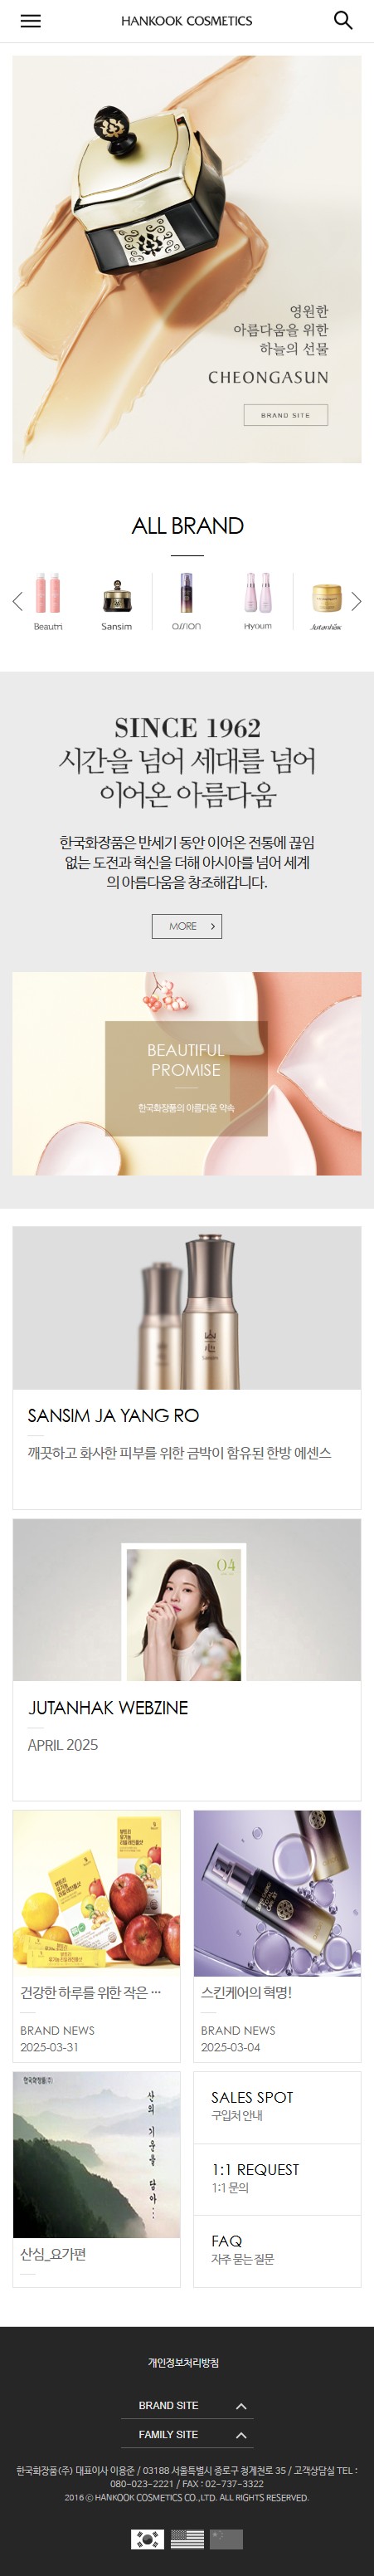 HANKOOK COSMETICS
영원한
아름다움을 위한
하늘의 선물
CHEONGASUN
BRAND SITE
ALL BRAND
Beautri
Sansim
OSSION
Hyoum
Jutanhak
SINCE 1962
시간을 넘어 세대를 넘어
이어온 아름다움
한국화장품은 반세기 동안 이어온 전통에 끊임
없는 도전과 혁신을 더해 아시아를 넘어 세계
의 아름다움을 창조해갑니다.
MORE
BEAUTIFUL
PROMISE
한국화장품의 아름다운 약속
Sansim
SANSIM JA YANG RO
깨끗하고 화사한 피부를 위한 금박이 함유된 한방 에센스
04
JUTANHAK WEBZINE
APRIL 2025
건강한 하루를 위한 작은 ...
BRAND NEWS
2025-03-31
스킨케어의 혁명!
BRAND NEWS
2025-03-04
한국화장품(주)
산의 기운을 담아...
산심_요가편
SALES SPOT
구입처 안내
1:1 REQUEST
1:1 문의
FAQ
자주 묻는 질문
개인정보처리방침
BRAND SITE
FAMILY SITE
한국화장품(주) 대표이사 이용준 / 03188 서울특별시 종로구 청계천로 35 / 고객상담실 TEL :
080-023-2221 / FAX : 02-737-3322
2016 ⓒ HANKOOK COSMETICS CO.,LTD. ALL RIGHTS RESERVED.